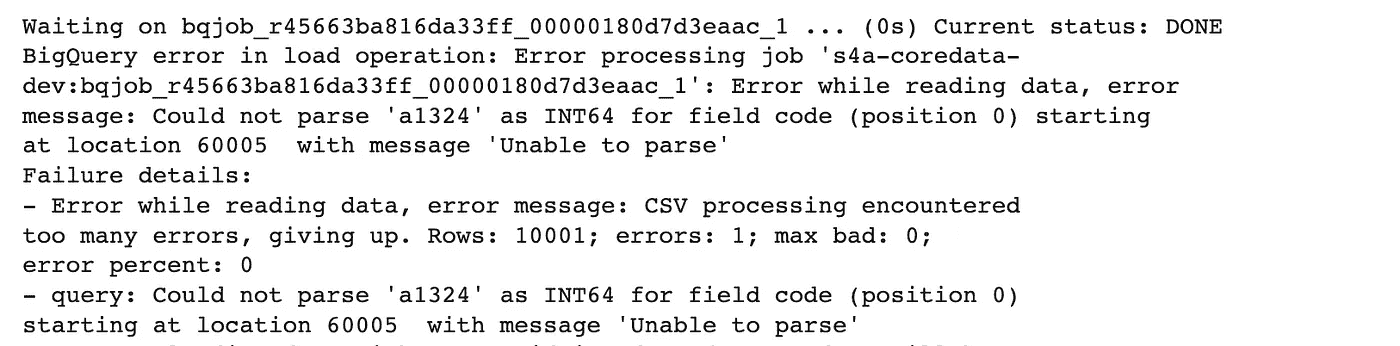 Waiting on bqjob_r45663ba816da33ff_00000180d7d3eaac_1 ... (0s) Current status: DONE
BigQuery error in load operation: Error processing job 's4a-coredata-
dev:bqjob_r45663ba816da33ff_00000180d7d3eaac_1': Error while reading data, error
message: Could not parse 'a1324' as INT64 for field code (position 0) starting
at location 60005  with message 'Unable to parse'
Failure details:
- Error while reading data, error message: CSV processing encountered
too many errors, giving up. Rows: 10001; errors: 1; max bad: 0;
error percent: 0
- query: Could not parse 'a1324' as INT64 for field code (position 0)
starting at location 60005  with message 'Unable to parse'